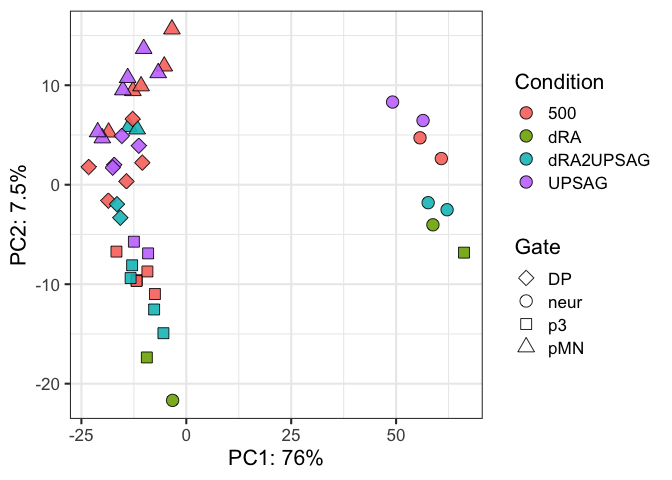 10
0
-10
-20
PC2: 7.5%
-25
0
25
50
PC1: 76%
Condition
500
dRA
dRA2UPSAG
UPSAG
Gate
DP
neur
p3
pMN